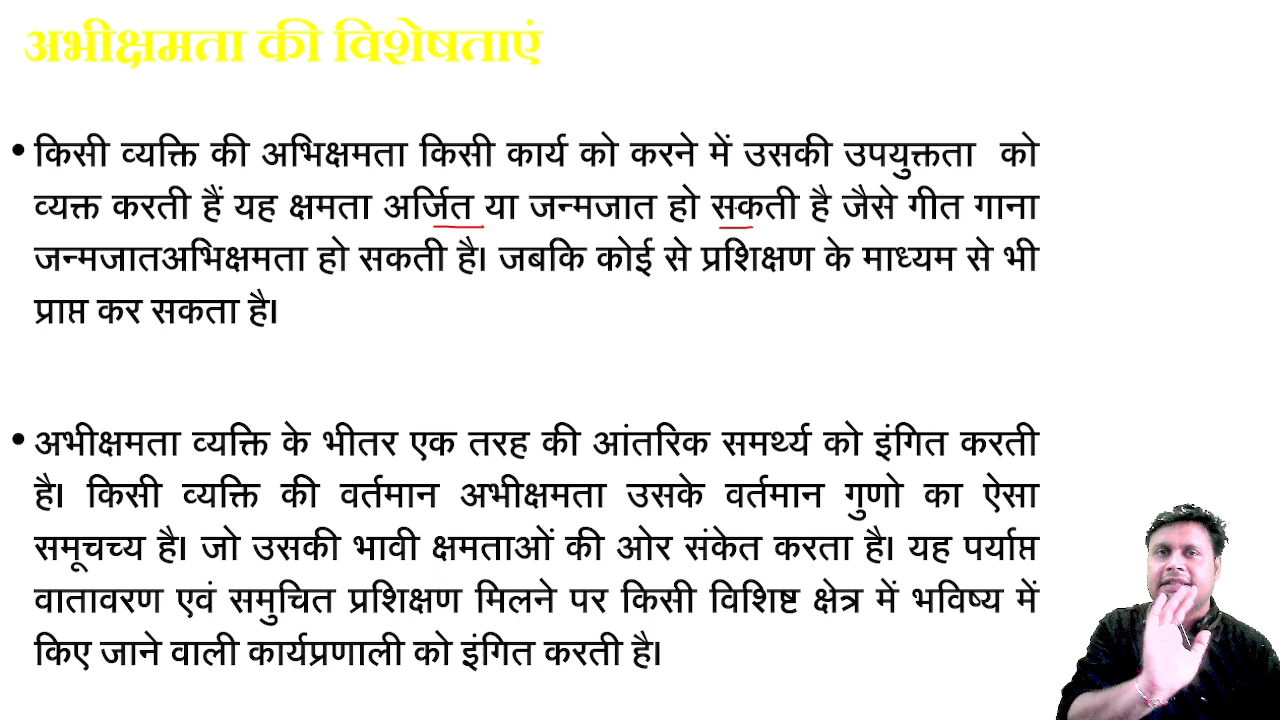 अभीक्षमता की विशेषताएं
• किसी व्यक्ति की अभिक्षमता किसी कार्य को करने में उसकी उपयुक्तता को
व्यक्त करती हैं यह क्षमता अर्जित या जन्मजात हो सकती है जैसे गीत गाना
जन्मजातअभिक्षमता हो सकती है। जबकि कोई से प्रशिक्षण के माध्यम से भी
प्राप्त कर सकता है।
• अभीक्षमता व्यक्ति के भीतर एक तरह की आंतरिक समर्थ्य को इंगित करती
है। किसी व्यक्ति की वर्तमान अभीक्षमता उसके वर्तमान गुणो का ऐसा
समूचच्य है। जो उसकी भावी क्षमताओं की ओर संकेत करता है। यह पर्याप्त
वातावरण एवं समुचित प्रशिक्षण मिलने पर किसी विशिष्ट क्षेत्र में भविष्य में
किए जाने वाली कार्यप्रणाली को इंगित करती है।